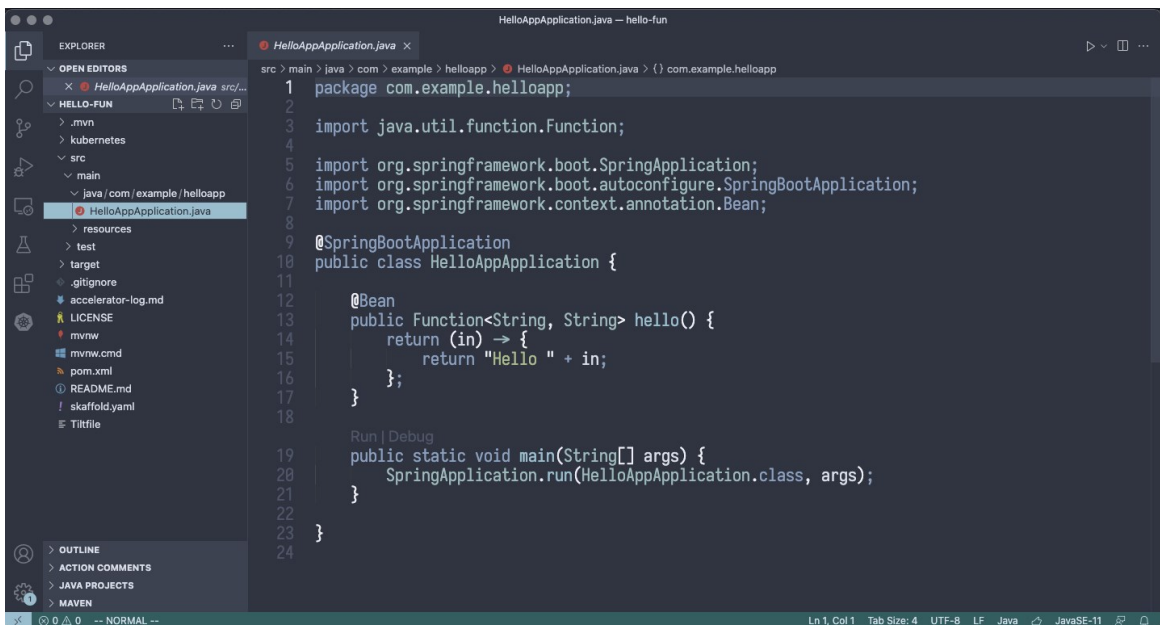 HelloAppApplication.java — hello-fun
EXPLORER
OPEN EDITORS
HelloAppApplication.java src/...
HELLO-FUN
.mvn
kubernetes
src
main
java/com/example/helloapp
HelloAppApplication.java
resources
test
target
.gitignore
accelerator-log.md
LICENSE
mvnw
mvnw.cmd
pom.xml
README.md
skaffold.yaml
Tiltfile
OUTLINE
ACTION COMMENTS
JAVA PROJECTS
MAVEN
HelloAppApplication.java
src > main > java > com > example > helloapp > HelloAppApplication.java > {} com.example.helloapp
1 package com.example.helloapp;
2
3 import java.util.function.Function;
4
5 import org.springframework.boot.SpringApplication;
6 import org.springframework.boot.autoconfigure.SpringBootApplication;
7 import org.springframework.context.annotation.Bean;
8
9 @SpringBootApplication
10 public class HelloAppApplication {
11
12 @Bean
13 public Function<String, String> hello() {
14 return (in) → {
15 return "Hello " + in;
16 };
17 }
18
Run | Debug
19 public static void main(String[] args) {
20 SpringApplication.run(HelloAppApplication.class, args);
21 }
22
23 }
24
1
0 0 -- NORMAL --
Ln 1, Col 1 Tab Size: 4 UTF-8 LF Java JavaSE-11